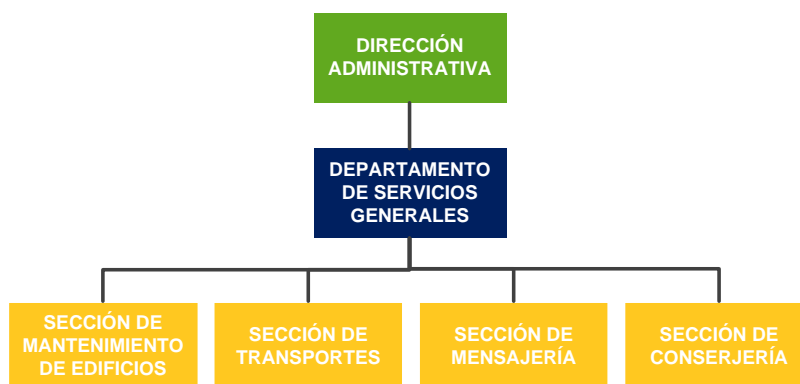 DIRECCIÓN
ADMINISTRATIVA
DEPARTAMENTO
DE SERVICIOS
GENERALES
SECCIÓN DE
MANTENIMIENTO
DE EDIFICIOS
SECCIÓN DE
TRANSPORTES
SECCIÓN DE
MENSAJERÍA
SECCIÓN DE
CONSERJERÍA